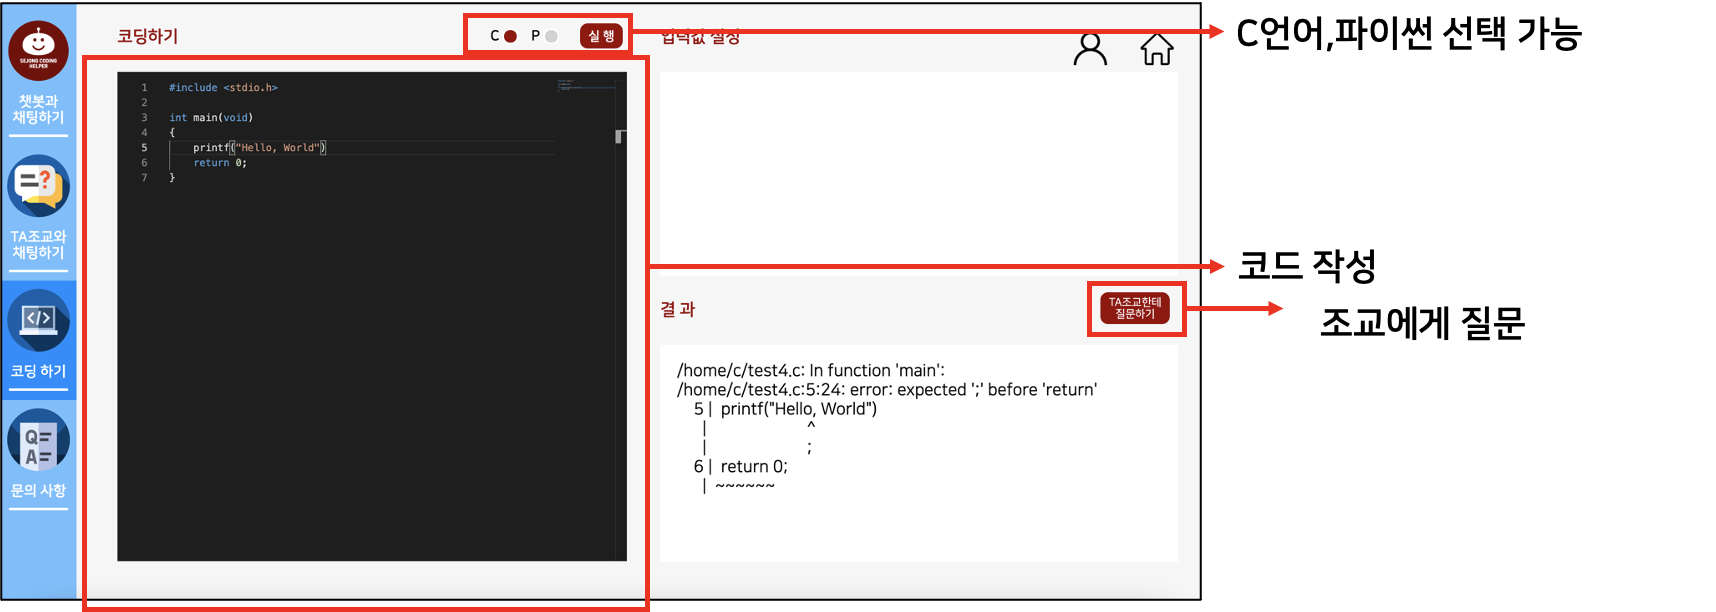 SEJONG CODING
HELPER
챗봇과
채팅하기
TA조교와
채팅하기
코딩 하기
Q
A
문의 사항
코딩하기
C P 실 행
1 #include <stdio.h>
2
3 int main(void)
4 {
5 printf("Hello, World")
6 return 0;
7 }
입력값 설정
결 과
TA조교한테
질문하기
/home/c/test4.c: In function 'main':
/home/c/test4.c:5:24: error: expected ';' before 'return'
5 | printf("Hello, World")
| ^
| ;
6 | return 0;
| ~~~~~~
C언어,파이썬 선택 가능
코드 작성
조교에게 질문